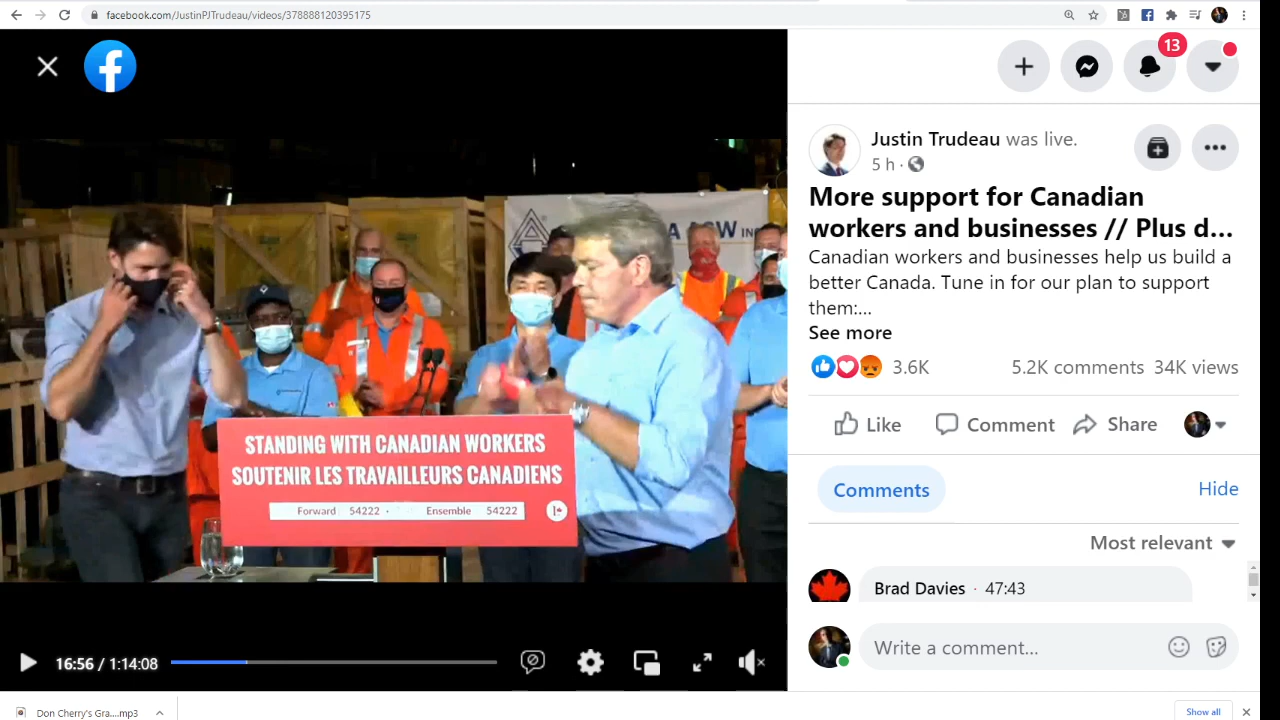 facebook.com/JustinPJTrudeau/videos/378888120395175
13
Justin Trudeau was live.
5 h ·
More support for Canadian
workers and businesses // Plus d...
Canadian workers and businesses help us build a
better Canada. Tune in for our plan to support
them:...
See more
3.6K 5.2K comments 34K views
Like Comment Share
Comments Hide
Most relevant
Brad Davies · 47:43
Write a comment...
STANDING WITH CANADIAN WORKERS
SOUTENIR LES TRAVAILLEURS CANADIENS
Forward 54222 · Ensemble 54222
16:56 / 1:14:08
Don Cherry's Gra....mp3
Show all